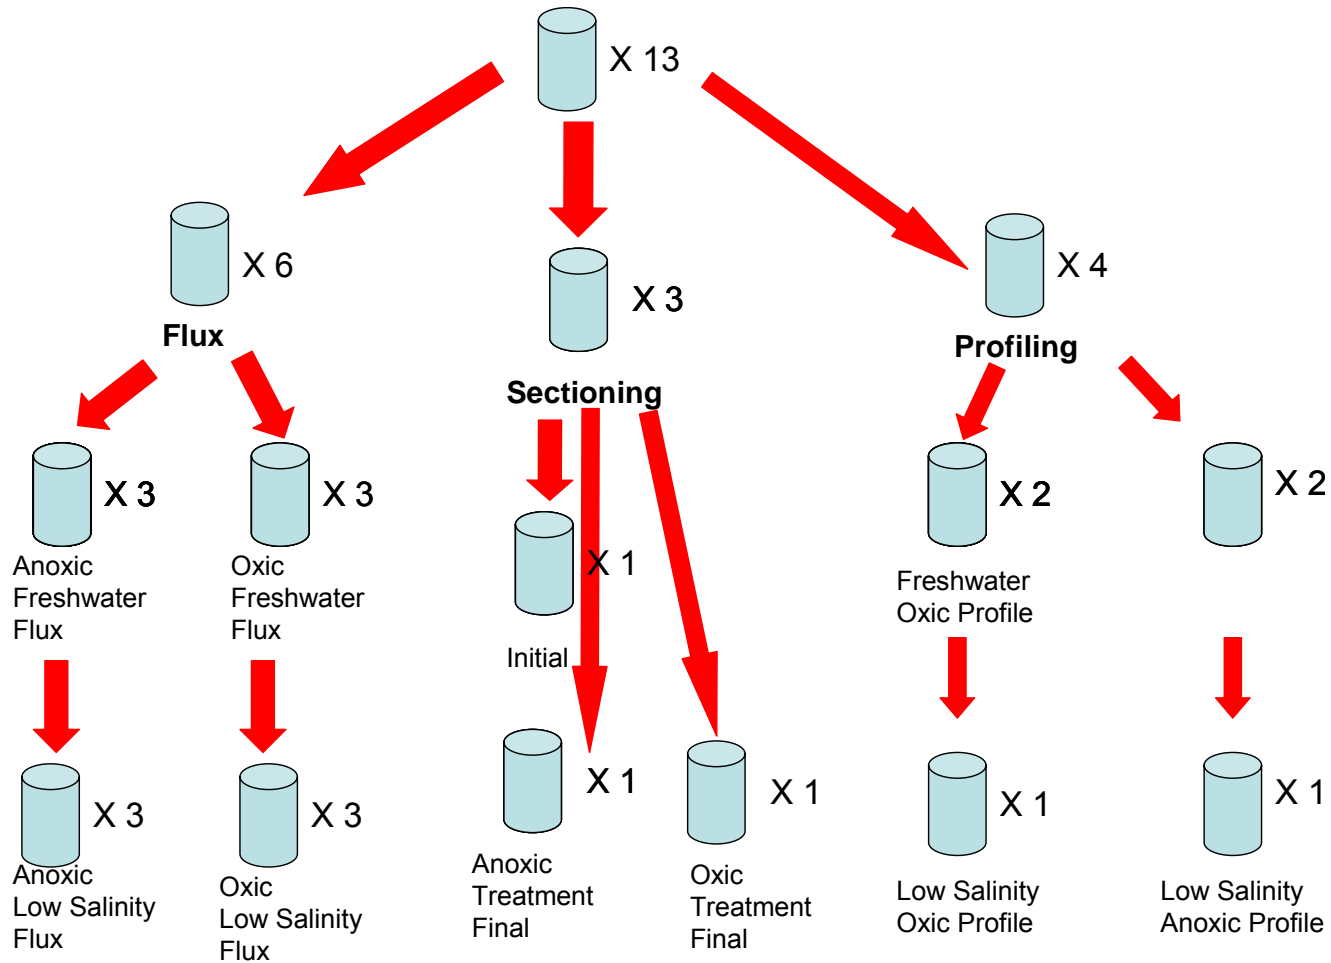 X 13
X 6
Flux
X 3
Sectioning
X 4
Profiling
X 3
Anoxic
Freshwater
Flux
X 3
Oxic
Freshwater
Flux
X 1
Initial
X 2
Freshwater
Oxic Profile
X 2
X 3
Anoxic
Low Salinity
Flux
X 3
Oxic
Low Salinity
Flux
X 1
Anoxic
Treatment
Final
X 1
Oxic
Treatment
Final
X 1
Low Salinity
Oxic Profile
X 1
Low Salinity
Anoxic Profile